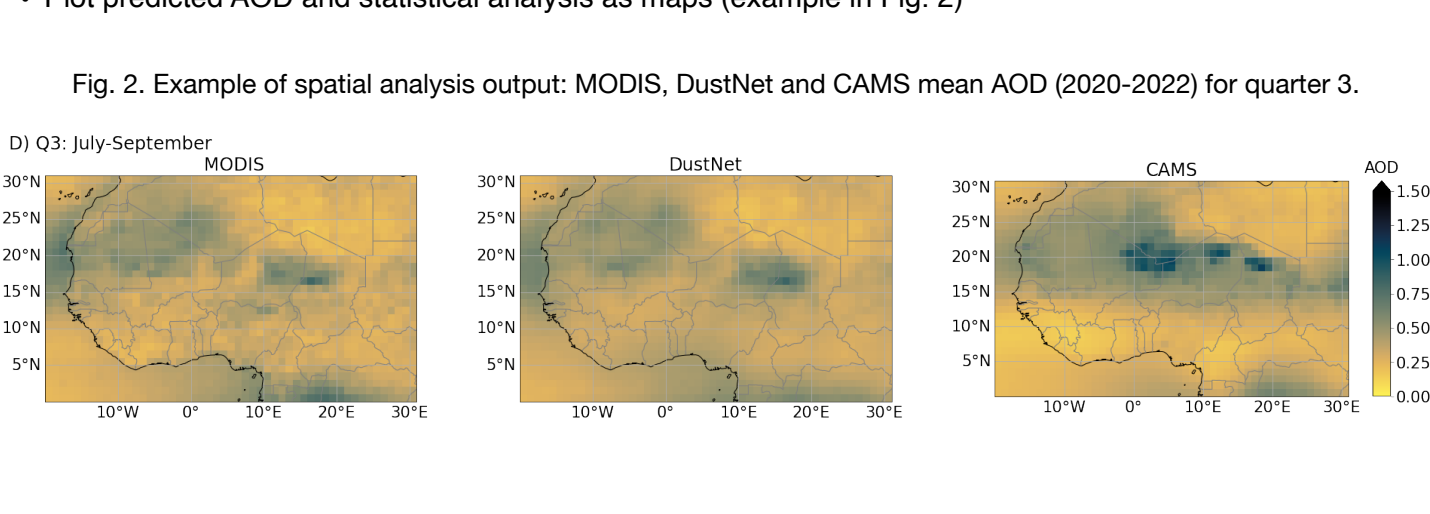 • Plot predicted AOD and statistical analysis as maps (example in Fig. 2)
Fig. 2. Example of spatial analysis output: MODIS, DustNet and CAMS mean AOD (2020-2022) for quarter 3.
D) Q3: July-September
MODIS
30°N
25°N
20°N
15°N
10°N
5°N
10°W 0° 10°E 20°E 30°E
DustNet
30°N
25°N
20°N
15°N
10°N
5°N
10°W 0° 10°E 20°E 30°E
CAMS
30°N
25°N
20°N
15°N
10°N
5°N
10°W 0° 10°E 20°E 30°E
AOD
1.50
1.25
1.00
0.75
0.50
0.25
0.00